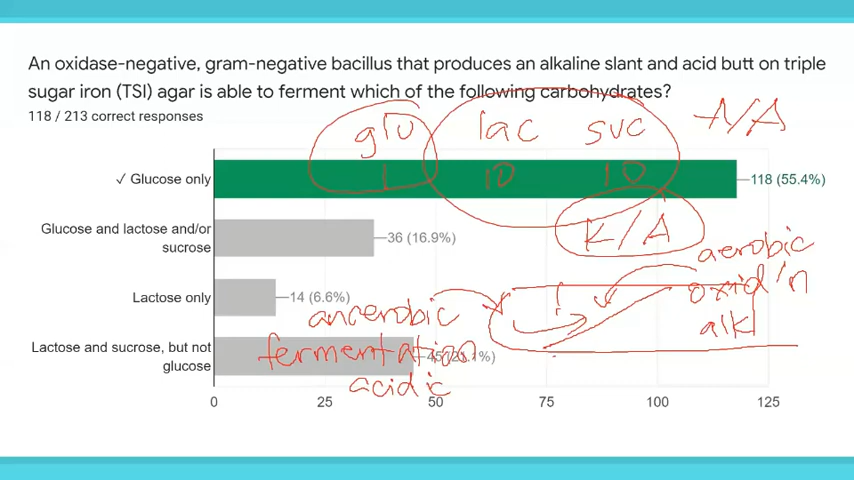 An oxidase-negative, gram-negative bacillus that produces an alkaline slant and acid butt on triple
sugar iron (TSI) agar is able to ferment which of the following carbohydrates?
118 / 213 correct responses
glu lac suc A/A
1 10 10
✓ Glucose only
118 (55.4%)
Glucose and lactose and/or
sucrose
36 (16.9%)
K/A
aerobic
oxid'n
alkl
Lactose only
14 (6.6%)
anaerobic
fermentation
acidic
Lactose and sucrose, but not
glucose
0 25 50 75 100 125